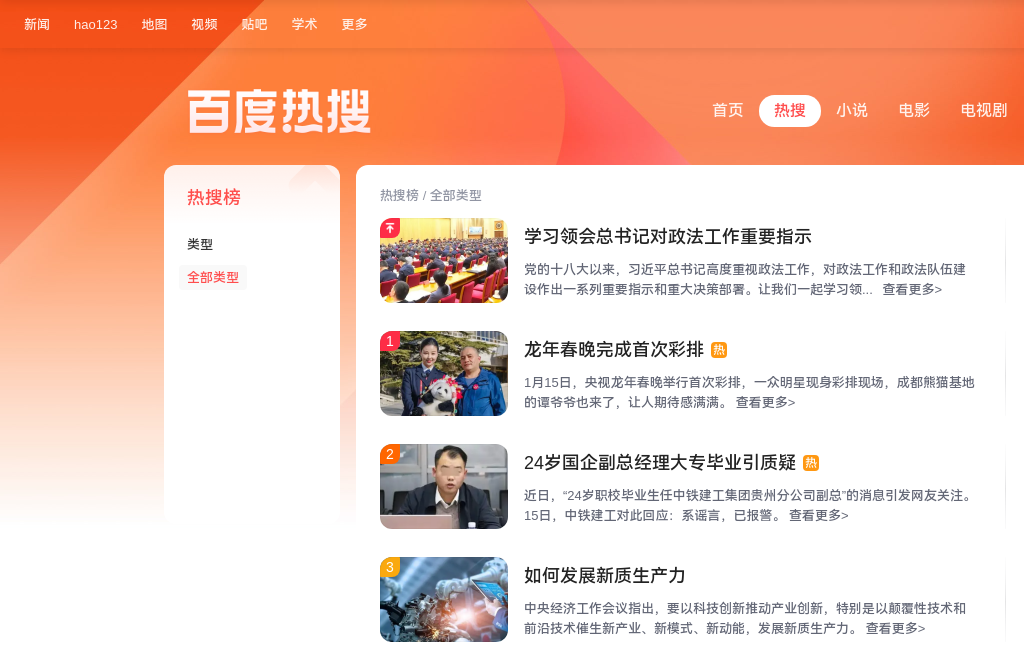 新闻 hao123 地图 视频 贴吧 学术 更多
百度热搜
首页 热搜 小说 电影 电视剧
热搜榜
类型
全部类型
热搜榜 / 全部类型
学习领会总书记对政法工作重要指示
党的十八大以来，习近平总书记高度重视政法工作，对政法工作和政法队伍建
设作出一系列重要指示和重大决策部署。让我们一起学习领... 查看更多>
1
龙年春晚完成首次彩排 热
1月15日，央视龙年春晚举行首次彩排，一众明星现身彩排现场，成都熊猫基地
的谭爷爷也来了，让人期待感满满。 查看更多>
2
24岁国企副总经理大专毕业引质疑 热
近日，“24岁职校毕业生任中铁建工集团贵州分公司副总”的消息引发网友关注。
15日，中铁建工对此回应：系谣言，已报警。 查看更多>
3
如何发展新质生产力
中央经济工作会议指出，要以科技创新推动产业创新，特别是以颠覆性技术和
前沿技术催生新产业、新模式、新动能，发展新质生产力。 查看更多>